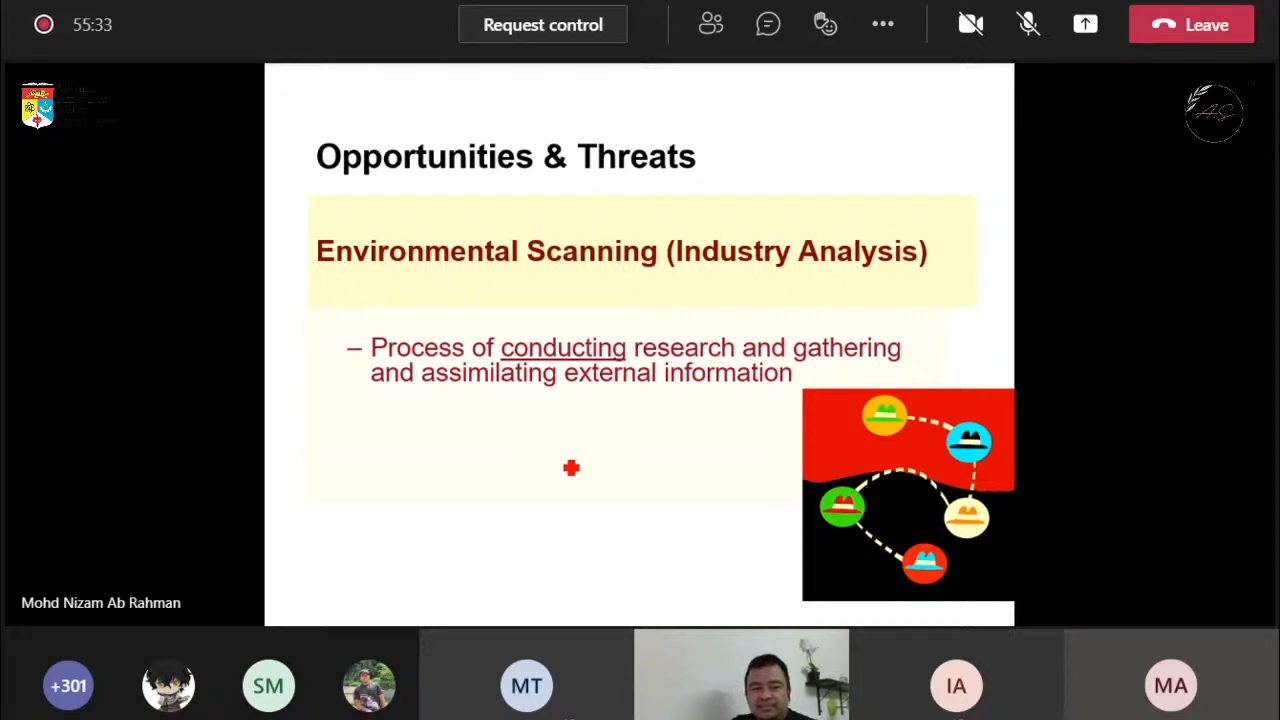 55:33
Request control
Leave
AS
Opportunities & Threats
Environmental Scanning (Industry Analysis)
– Process of conducting research and gathering
and assimilating external information
Mohd Nizam Ab Rahman
+301
SM
MT
IA
MA